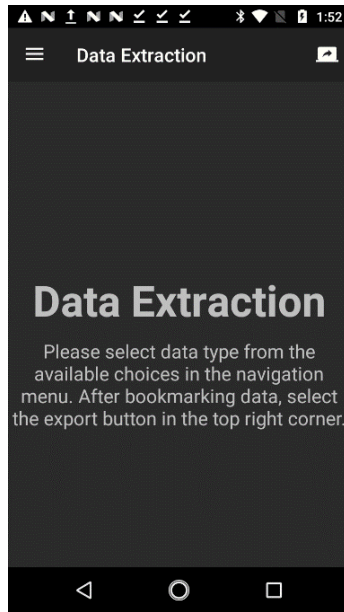 1:52
Data Extraction
Data Extraction
Please select data type from the
available choices in the navigation
menu. After bookmarking data, select
the export button in the top right corner.